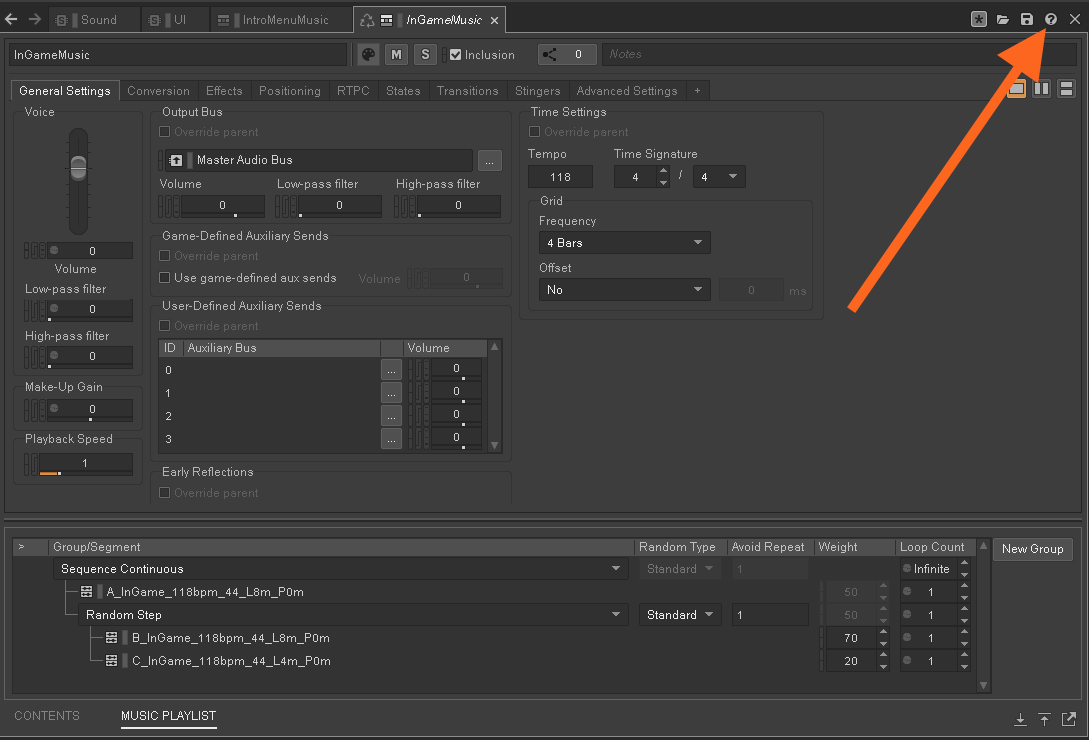 Sound UI IntroMenuMusic InGameMusic
InGameMusic M S Inclusion 0 Notes
General Settings Conversion Effects Positioning RTPC States Transitions Stingers Advanced Settings +
Voice
0
Volume
Low-pass filter
0
High-pass filter
0
Make-Up Gain
0
Playback Speed
1
Output Bus
Override parent
Master Audio Bus ...
Volume Low-pass filter High-pass filter
0 0 0
Game-Defined Auxiliary Sends
Override parent
Use game-defined aux sends Volume 0
User-Defined Auxiliary Sends
Override parent
ID Auxiliary Bus Volume
0 ... 0
1 ... 0
2 ... 0
3 ... 0
Early Reflections
Override parent
Time Settings
Override parent
Tempo Time Signature
118 4 / 4
Grid
Frequency
4 Bars
Offset
No 0 ms
> Group/Segment Random Type Avoid Repeat Weight Loop Count New Group
Sequence Continuous Standard 1 Infinite
A_InGame_118bpm_44_L8m_P0m 50 1
Random Step Standard 1 50 1
B_InGame_118bpm_44_L8m_P0m 70 1
C_InGame_118bpm_44_L4m_P0m 20 1
CONTENTS MUSIC PLAYLIST